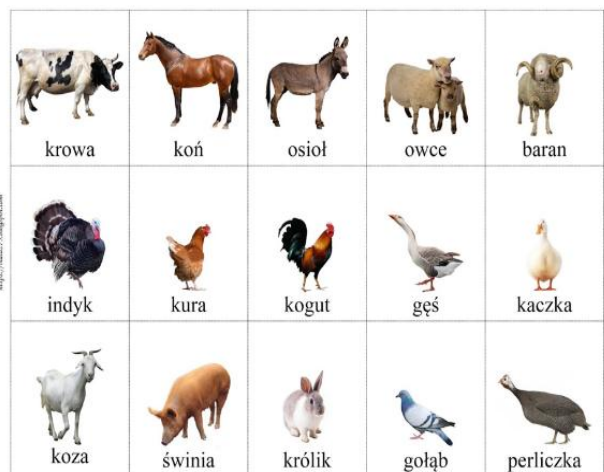 krowa koń osioł owce baran
indyk kura kogut gęś kaczka
koza świnia królik gołąb perliczka